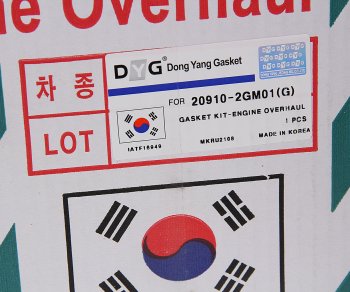 ne Overhaul
차종
LOT
DYG Dong Yang Gasket
FOR 20910-2GM01(G)
GASKET KIT-ENGINE OVERHAUL
1 PCS
IATF16949
MKRU2108
MADE IN KOREA